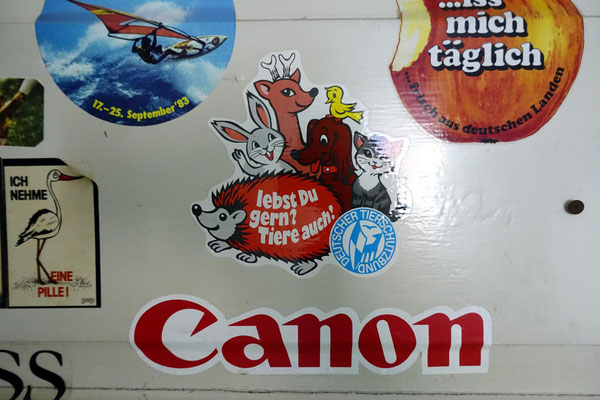 17.-25. September '83
...Iss
mich
täglich
...Frisch aus deutschen Landen
ICH
NEHME
EINE
PILLE!
lebst Du
gern?
Tiere auch!
DEUTSCHER TIERSCHUTZBUND
Canon
SS